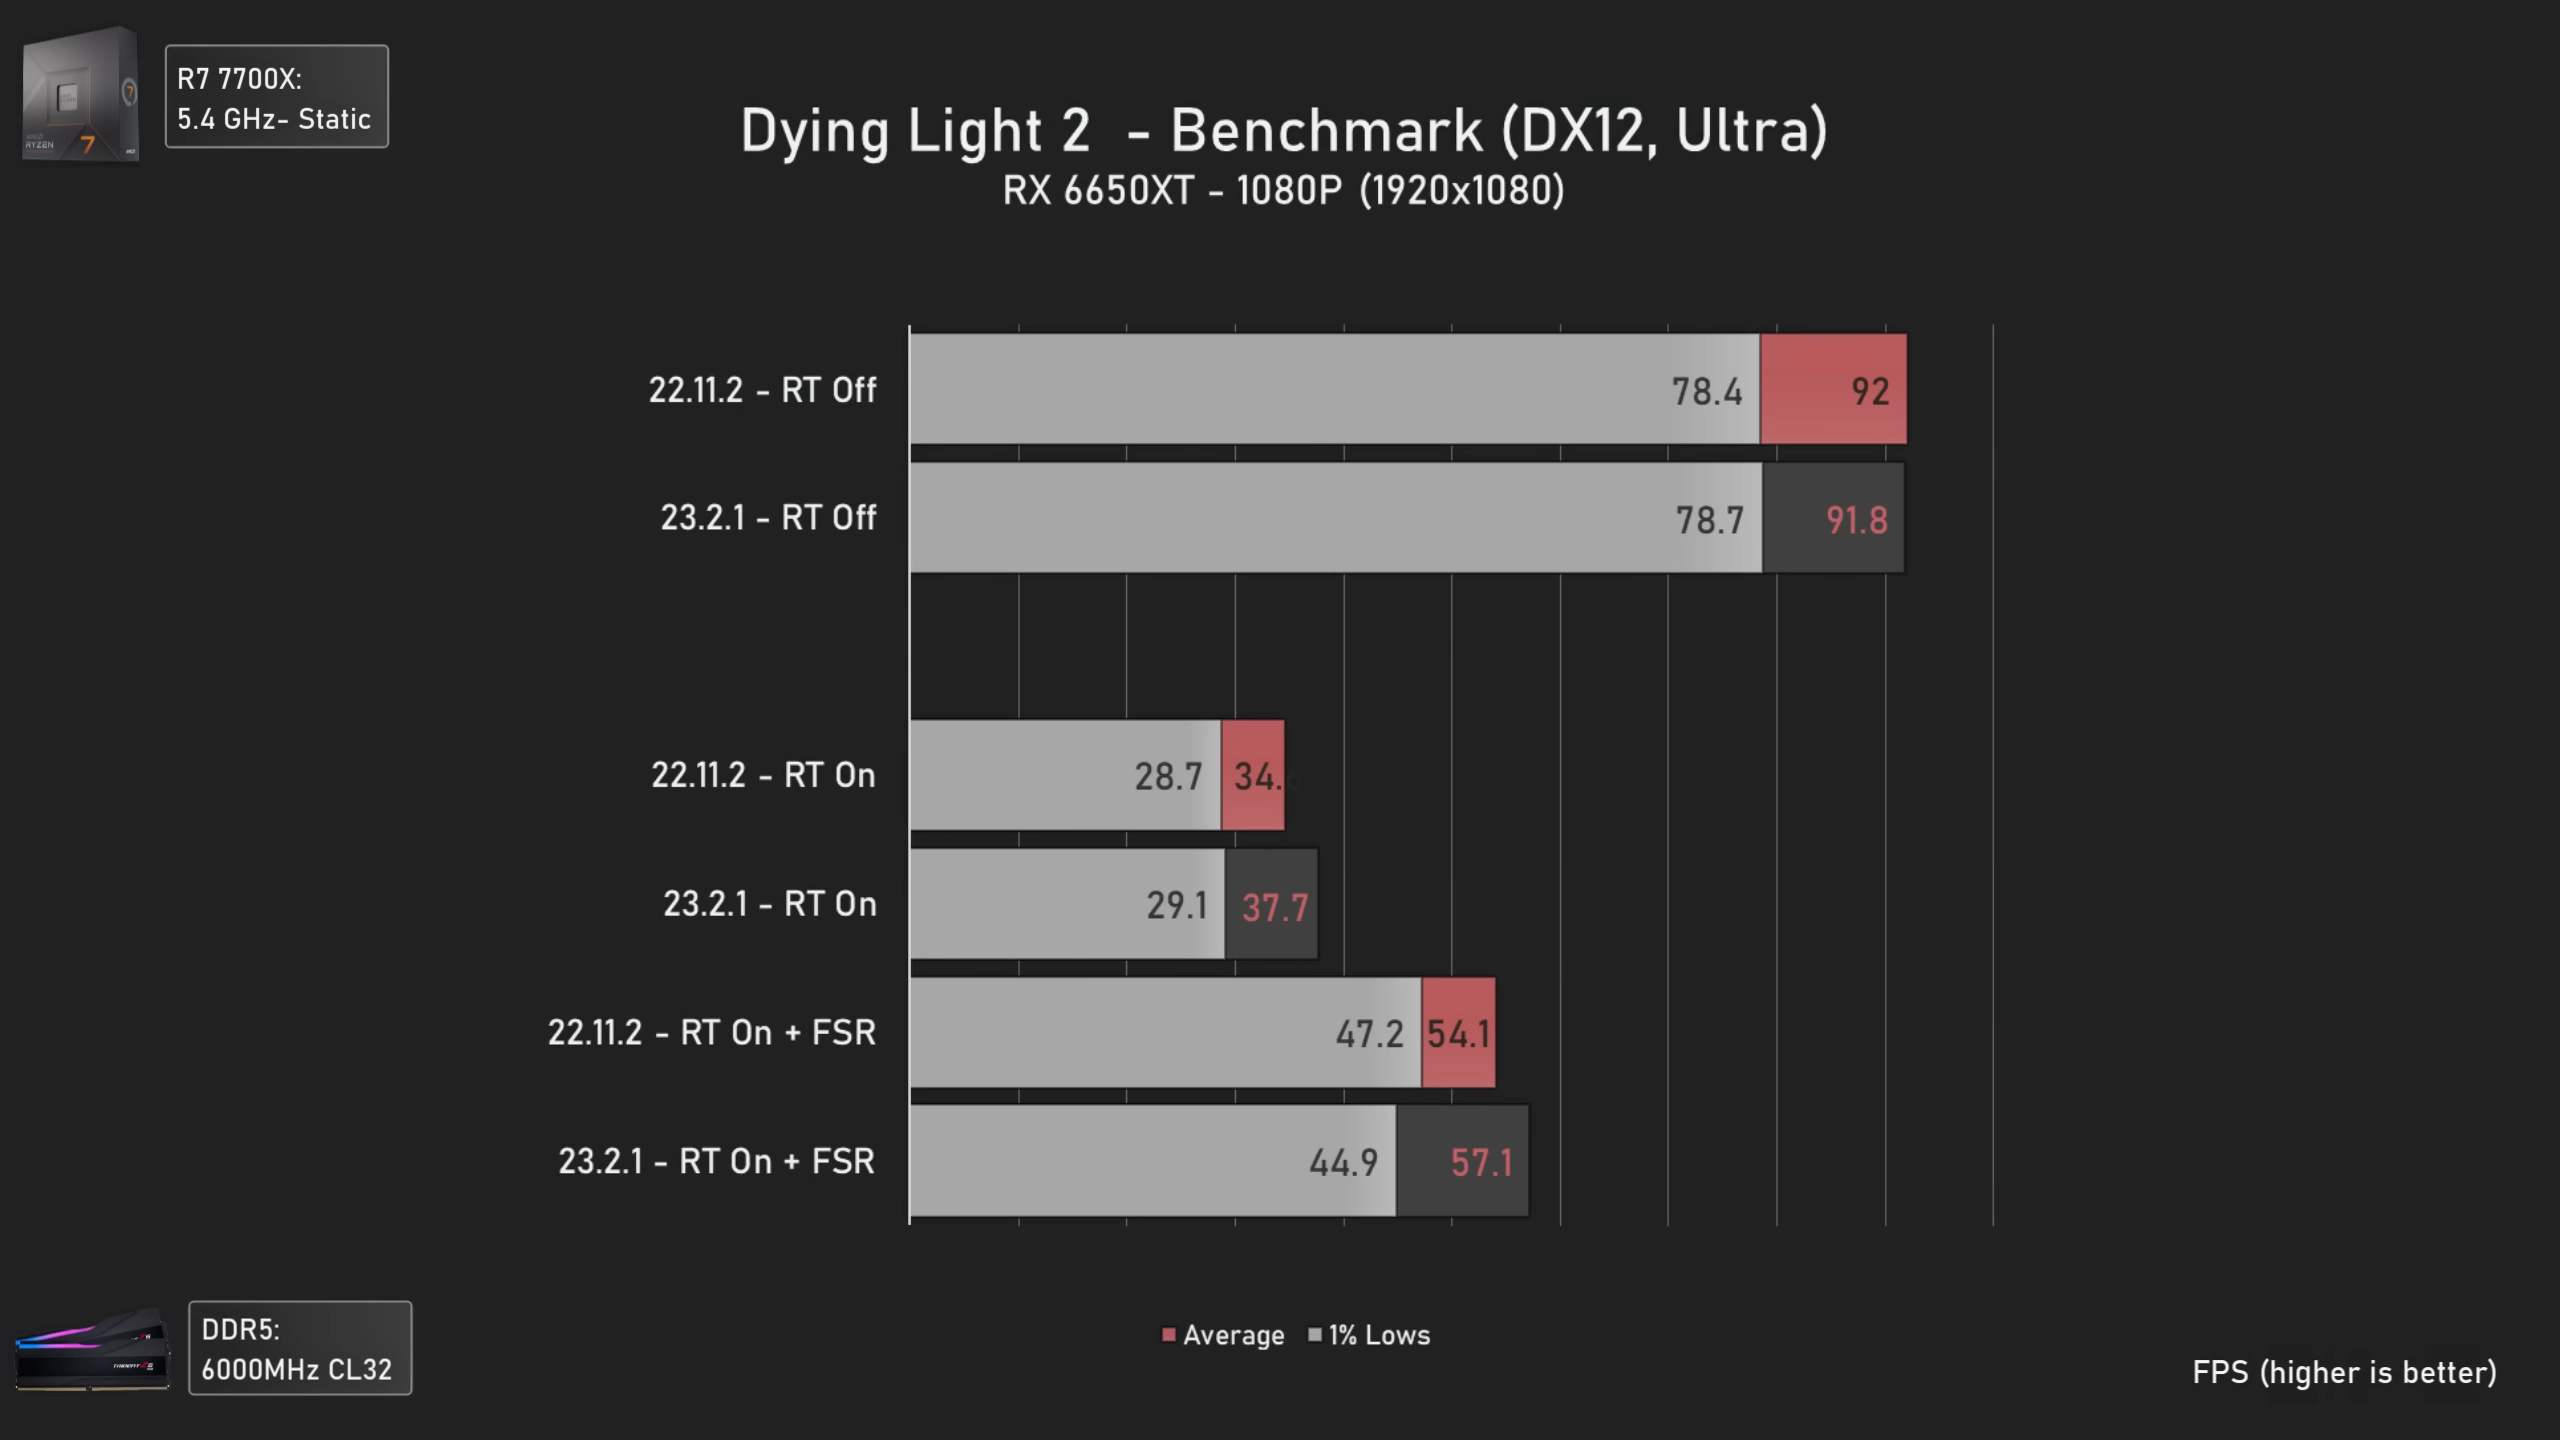 R7 7700X:
5.4 GHz- Static
RYZEN 7
Dying Light 2 - Benchmark (DX12, Ultra)
RX 6650XT - 1080P (1920x1080)
22.11.2 - RT Off 78.4 92
23.2.1 - RT Off 78.7 91.8
22.11.2 - RT On 28.7 34.6
23.2.1 - RT On 29.1 37.7
22.11.2 - RT On + FSR 47.2 54.1
23.2.1 - RT On + FSR 44.9 57.1
DDR5:
6000MHz CL32
Average 1% Lows
FPS (higher is better)